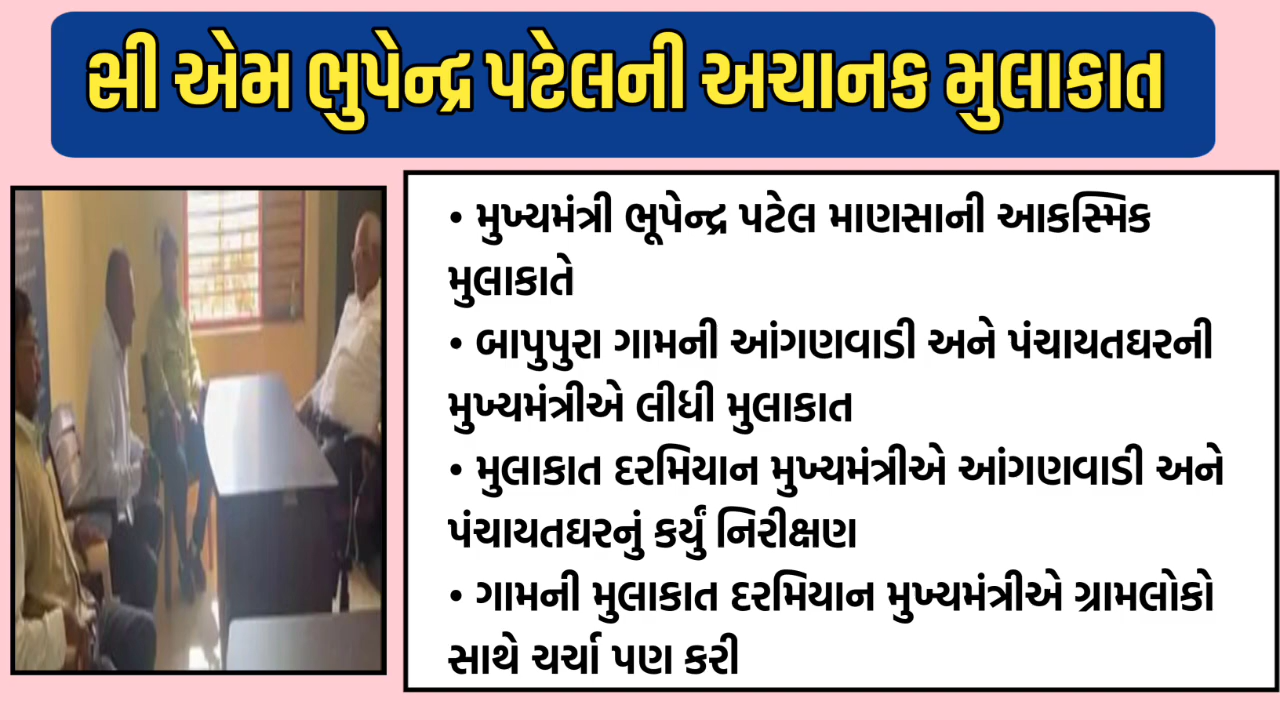 સી એમ ભુપેન્દ્ર પટેલની અચાનક મુલાકાત
• મુખ્યમંત્રી ભૂપેન્દ્ર પટેલ માણસાની આકસ્મિક
મુલાકાતે
• બાપુપુરા ગામની આંગણવાડી અને પંચાયતઘરની
મુખ્યમંત્રીએ લીધી મુલાકાત
• મુલાકાત દરમિયાન મુખ્યમંત્રીએ આંગણવાડી અને
પંચાયતઘરનું કર્યું નિરીક્ષણ
• ગામની મુલાકાત દરમિયાન મુખ્યમંત્રીએ ગ્રામલોકો
સાથે ચર્ચા પણ કરી